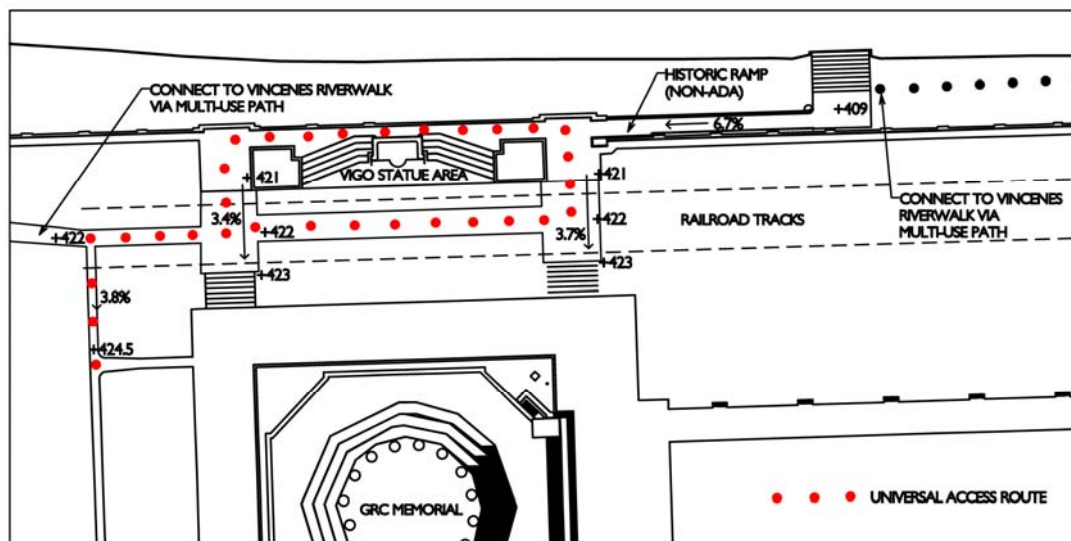 CONNECT TO VINCENES RIVERWALK
VIA MULTI-USE PATH
HISTORIC RAMP
(NON-ADA)
+409
6.7%
VIGO STATUE AREA
+421
+421
3.4%
+422
+422
+422
3.7%
RAILROAD TRACKS
CONNECT TO VINCENES
RIVERWALK VIA
MULTI-USE PATH
+423
+423
3.8%
+424.5
GRC MEMORIAL
UNIVERSAL ACCESS ROUTE